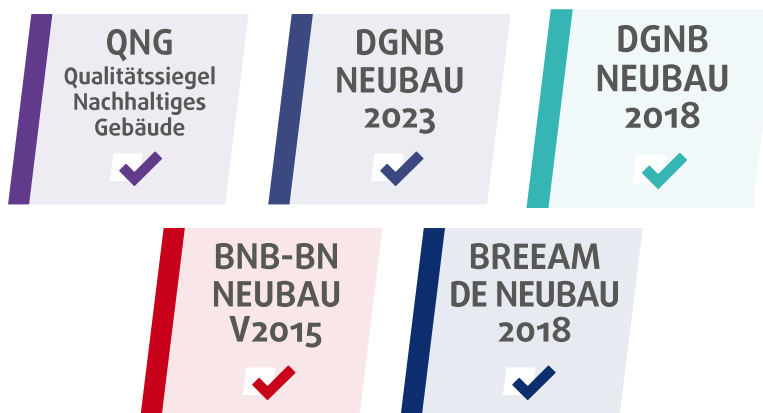 QNG
Qualitätssiegel
Nachhaltiges
Gebäude
DGNB
NEUBAU
2023
DGNB
NEUBAU
2018
BNB-BN
NEUBAU
V2015
BREEAM
DE NEUBAU
2018